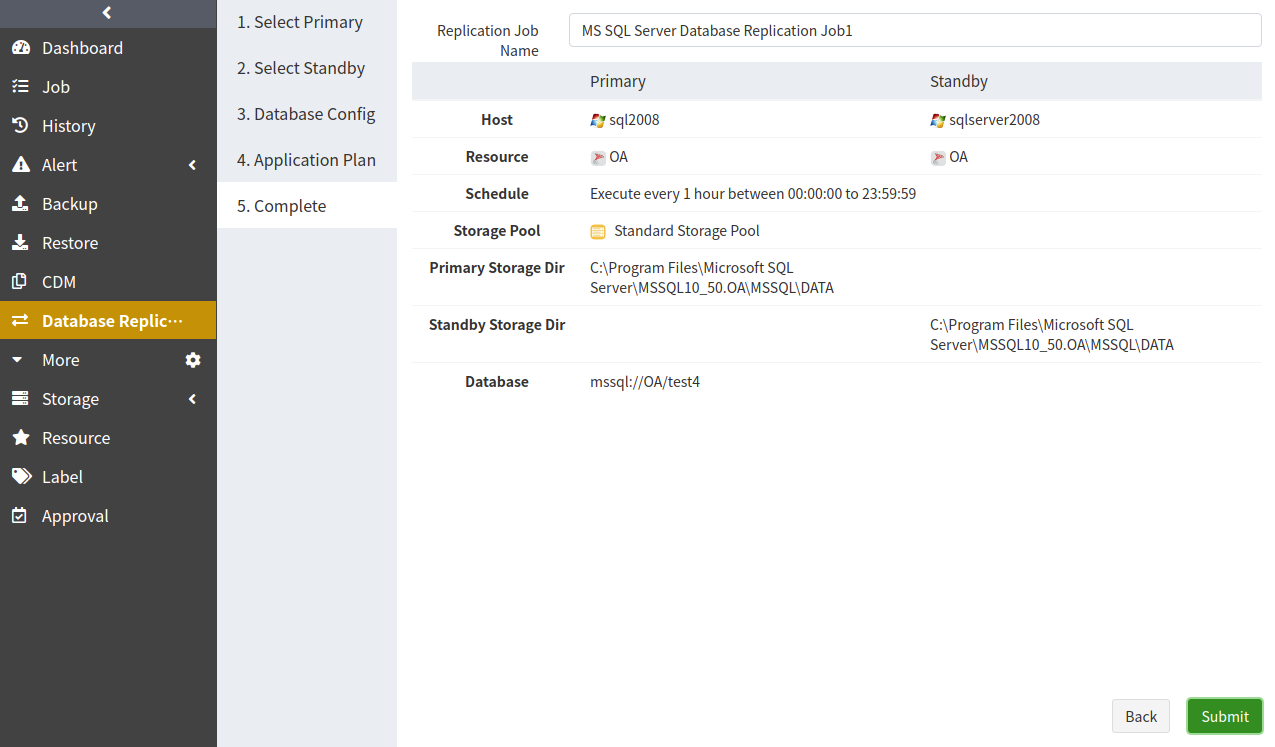 Dashboard
Job
History
Alert
Backup
Restore
CDM
Database Replic···
More
Storage
Resource
Label
Approval
1. Select Primary
2. Select Standby
3. Database Config
4. Application Plan
5. Complete
Replication Job
Name
MS SQL Server Database Replication Job1
Primary Standby
Host sql2008 sqlserver2008
Resource OA OA
Schedule Execute every 1 hour between 00:00:00 to 23:59:59
Storage Pool Standard Storage Pool
Primary Storage Dir C:\Program Files\Microsoft SQL
Server\MSSQL10_50.OA\MSSQL\DATA
Standby Storage Dir C:\Program Files\Microsoft SQL
Server\MSSQL10_50.OA\MSSQL\DATA
Database mssql://OA/test4
Back Submit